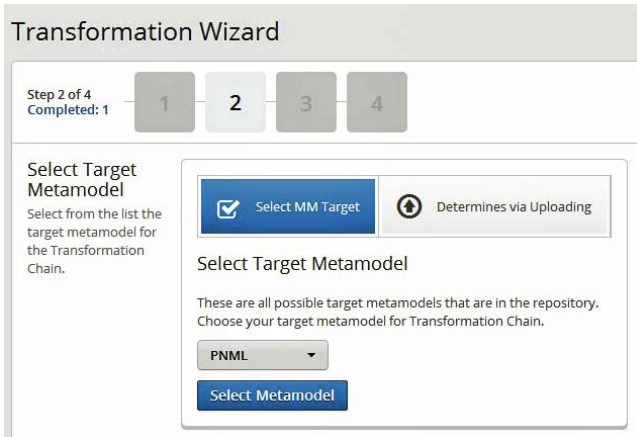 Transformation Wizard
Step 2 of 4
Completed: 1
1
2
3
4
Select Target
Metamodel
Select from the list the
target metamodel for
the Transformation
Chain.
Select MM Target
Determines via Uploading
Select Target Metamodel
These are all possible target metamodels that are in the repository.
Choose your target metamodel for Transformation Chain.
PNML
Select Metamodel